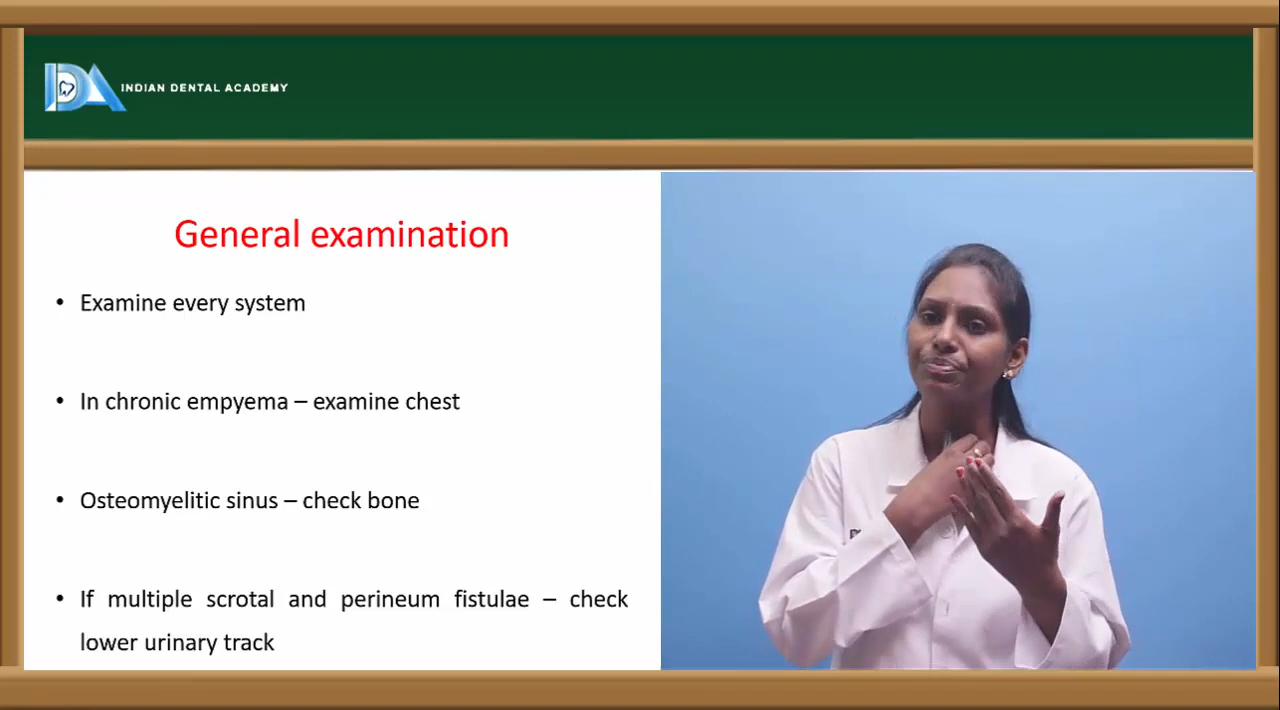 INDIAN DENTAL ACADEMY
General examination
• Examine every system
• In chronic empyema – examine chest
• Osteomyelitic sinus – check bone
• If multiple scrotal and perineum fistulae – check
lower urinary track